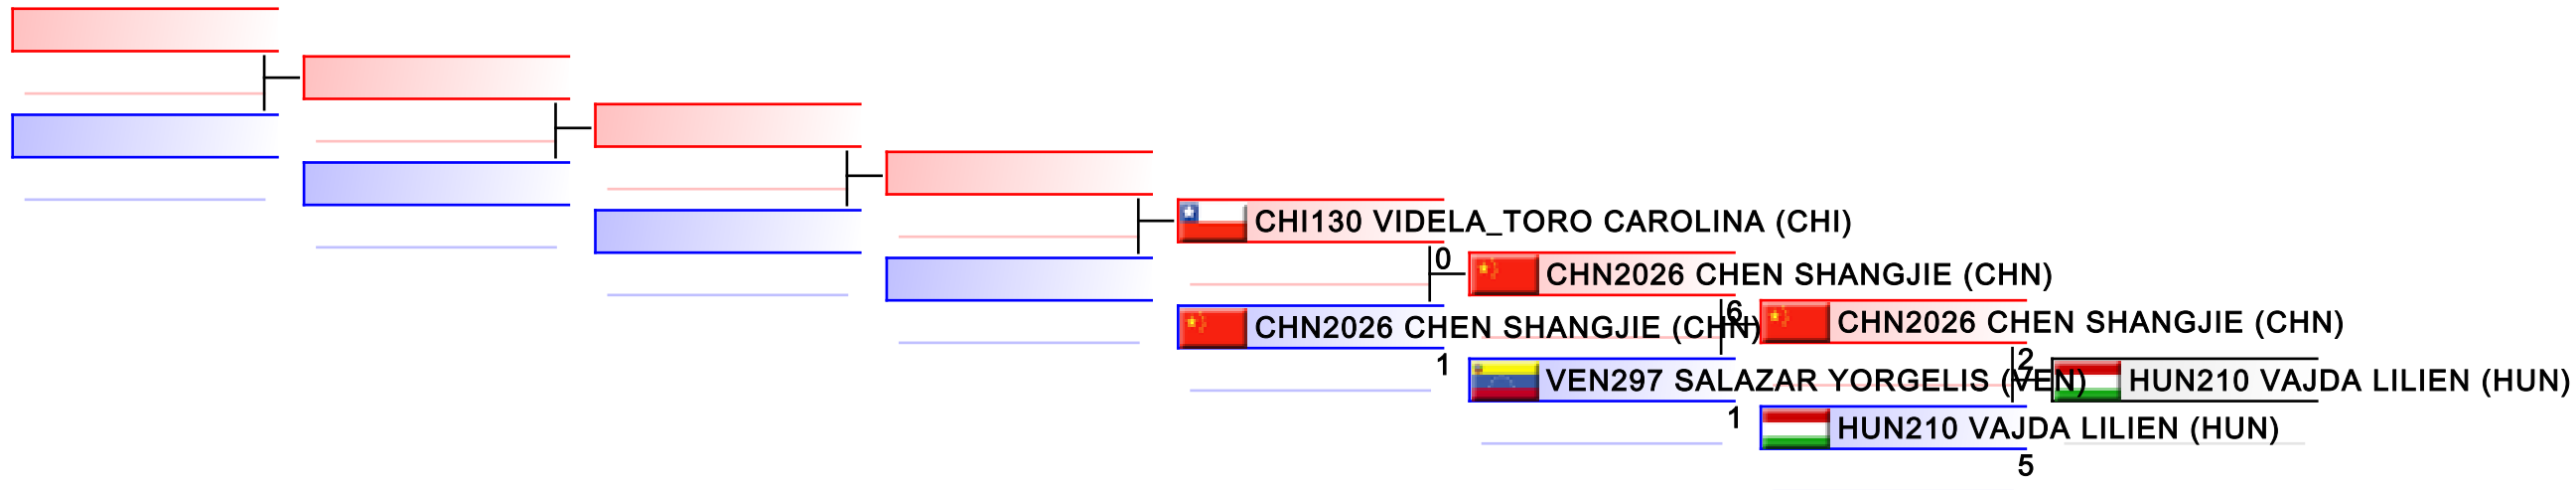 CHI130 VIDELA_TORO CAROLINA (CHI)
0
CHN2026 CHEN SHANGJIE (CHN)
CHN2026 CHEN SHANGJIE (CHN)
1
6
CHN2026 CHEN SHANGJIE (CHN)
VEN297 SALAZAR YORGELIS (VEN)
1
2
HUN210 VAJDA LILIEN (HUN)
HUN210 VAJDA LILIEN (HUN)
5